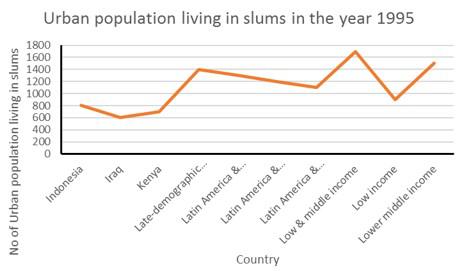 Urban population living in slums in the year 1995
No of Urban population living in slums
1800
1600
1400
1200
1000
800
600
400
200
0
Indonesia
Iraq
Kenya
Late-demographic...
Latin America &...
Latin America &...
Latin America &...
Low & middle income
Low income
Lower middle income
Country